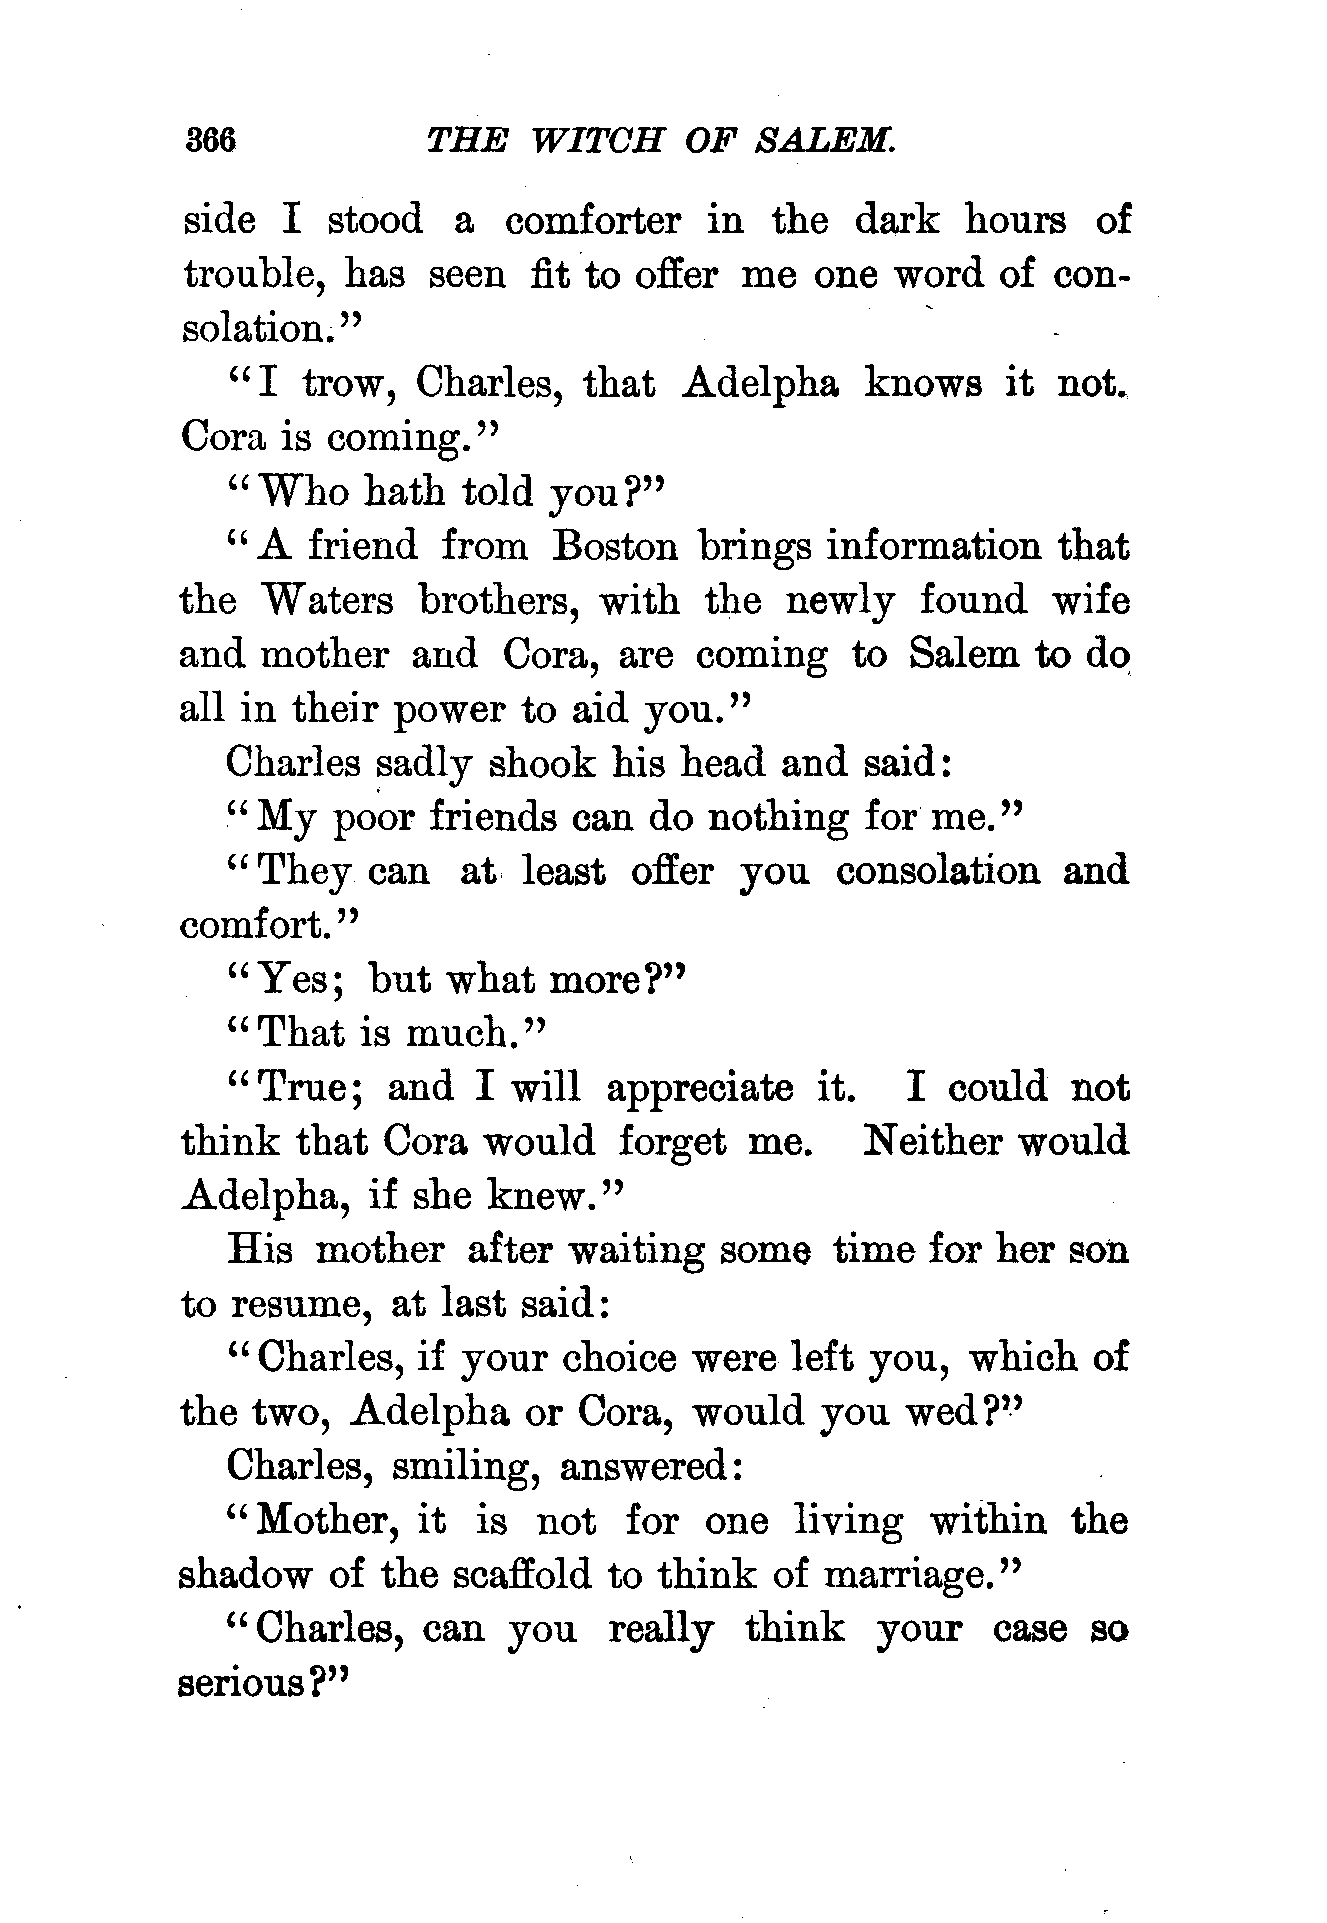 366 THE WITCH OF SALEM.
side I stood a comforter in the dark hours of
trouble, has seen fit to offer me one word of con-
solation."
"I trow, Charles, that Adelpha knows it not.
Cora is coming."
"Who hath told you?"
"A friend from Boston brings information that
the Waters brothers, with the newly found wife
and mother and Cora, are coming to Salem to do
all in their power to aid you."
Charles sadly shook his head and said:
"My poor friends can do nothing for me."
"They can at least offer you consolation and
comfort."
"Yes; but what more?"
"That is much."
"True; and I will appreciate it. I could not
think that Cora would forget me. Neither would
Adelpha, if she knew."
His mother after waiting some time for her son
to resume, at last said:
"Charles, if your choice were left you, which of
the two, Adelpha or Cora, would you wed?"
Charles, smiling, answered:
"Mother, it is not for one living within the
shadow of the scaffold to think of marriage."
"Charles, can you really think your case so
serious?"